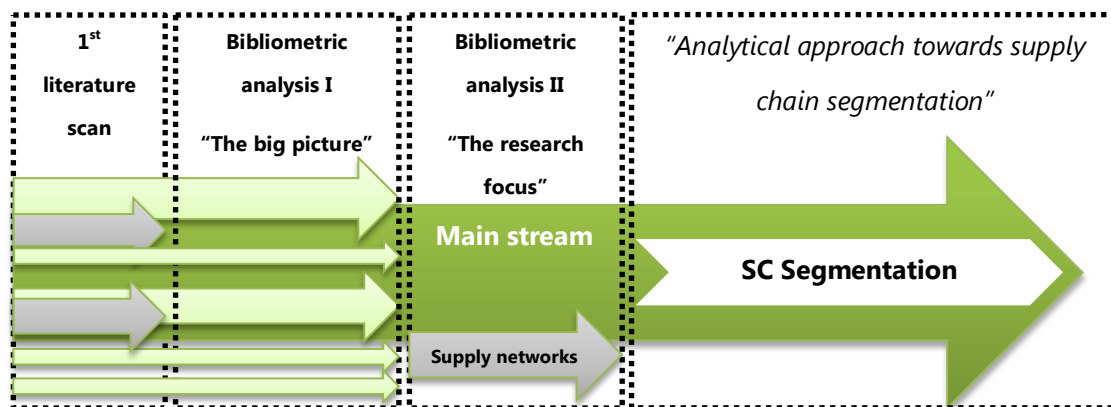 1st
literature
scan
Bibliometric
analysis I
“The big picture”
Bibliometric
analysis II
“The research
focus”
“Analytical approach towards supply
chain segmentation”
Main stream
SC Segmentation
Supply networks